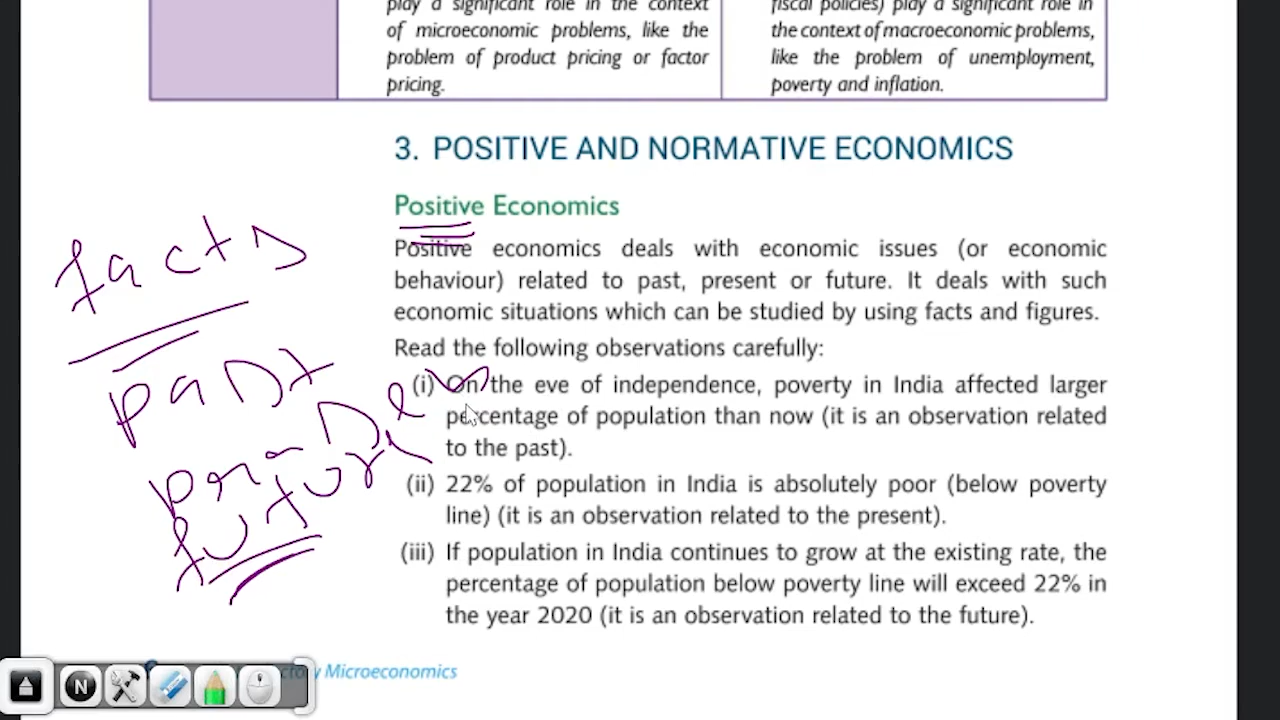 play a significant role in the context
of microeconomic problems, like the
problem of product pricing or factor
pricing.
fiscal policies) play a significant role in
the context of macroeconomic problems,
like the problem of unemployment,
poverty and inflation.
3. POSITIVE AND NORMATIVE ECONOMICS
Positive Economics
Positive economics deals with economic issues (or economic
behaviour) related to past, present or future. It deals with such
economic situations which can be studied by using facts and figures.
Read the following observations carefully:
(i) On the eve of independence, poverty in India affected larger
percentage of population than now (it is an observation related
to the past).
(ii) 22% of population in India is absolutely poor (below poverty
line) (it is an observation related to the present).
(iii) If population in India continues to grow at the existing rate, the
percentage of population below poverty line will exceed 22% in
the year 2020 (it is an observation related to the future).
facts
past
future
N
Microeconomics